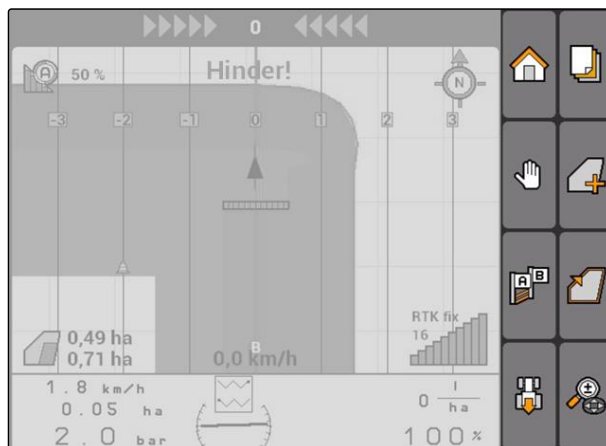 0
50 %
Hinder!
N
A
-3 -2 -1 0 1 2 3
A B
RTK fix
16
0,49 ha
0,71 ha
B
0,0 km/h
1.8 km/h
0.05 ha
2.0 bar
0 l/ha
100 %